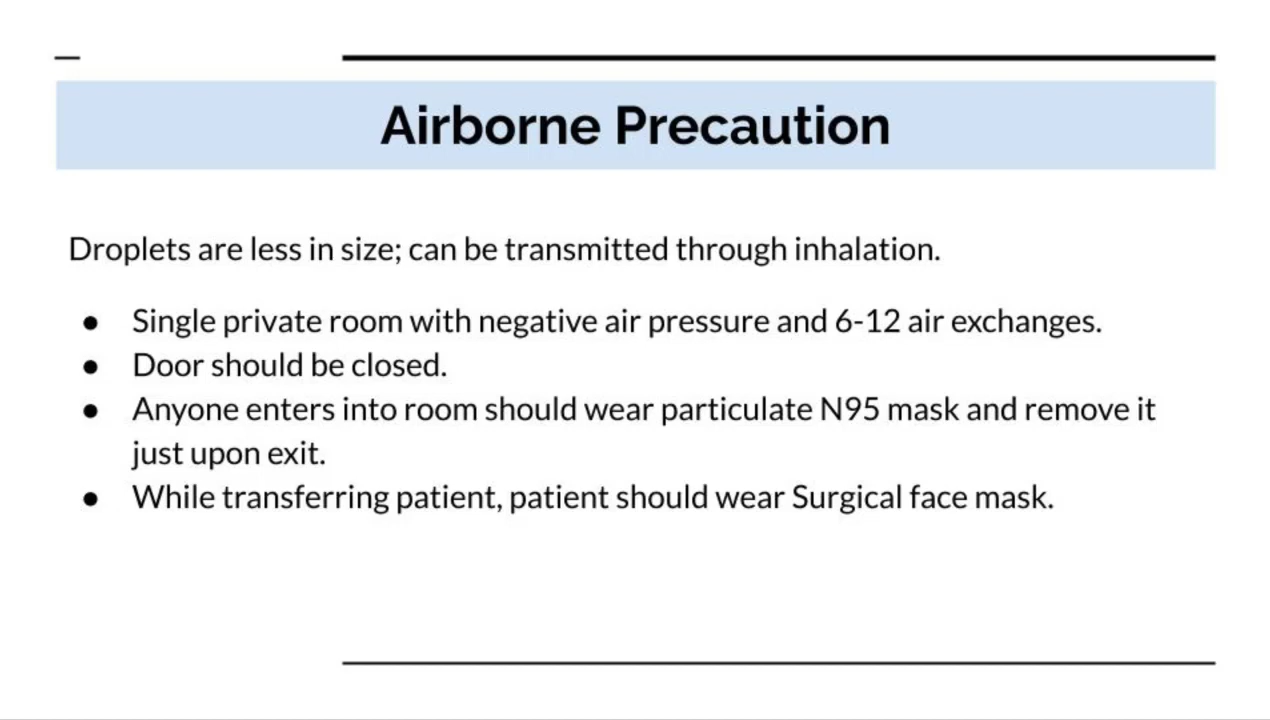 Airborne Precaution
Droplets are less in size; can be transmitted through inhalation.
● Single private room with negative air pressure and 6-12 air exchanges.
● Door should be closed.
● Anyone enters into room should wear particulate N95 mask and remove it
just upon exit.
● While transferring patient, patient should wear Surgical face mask.